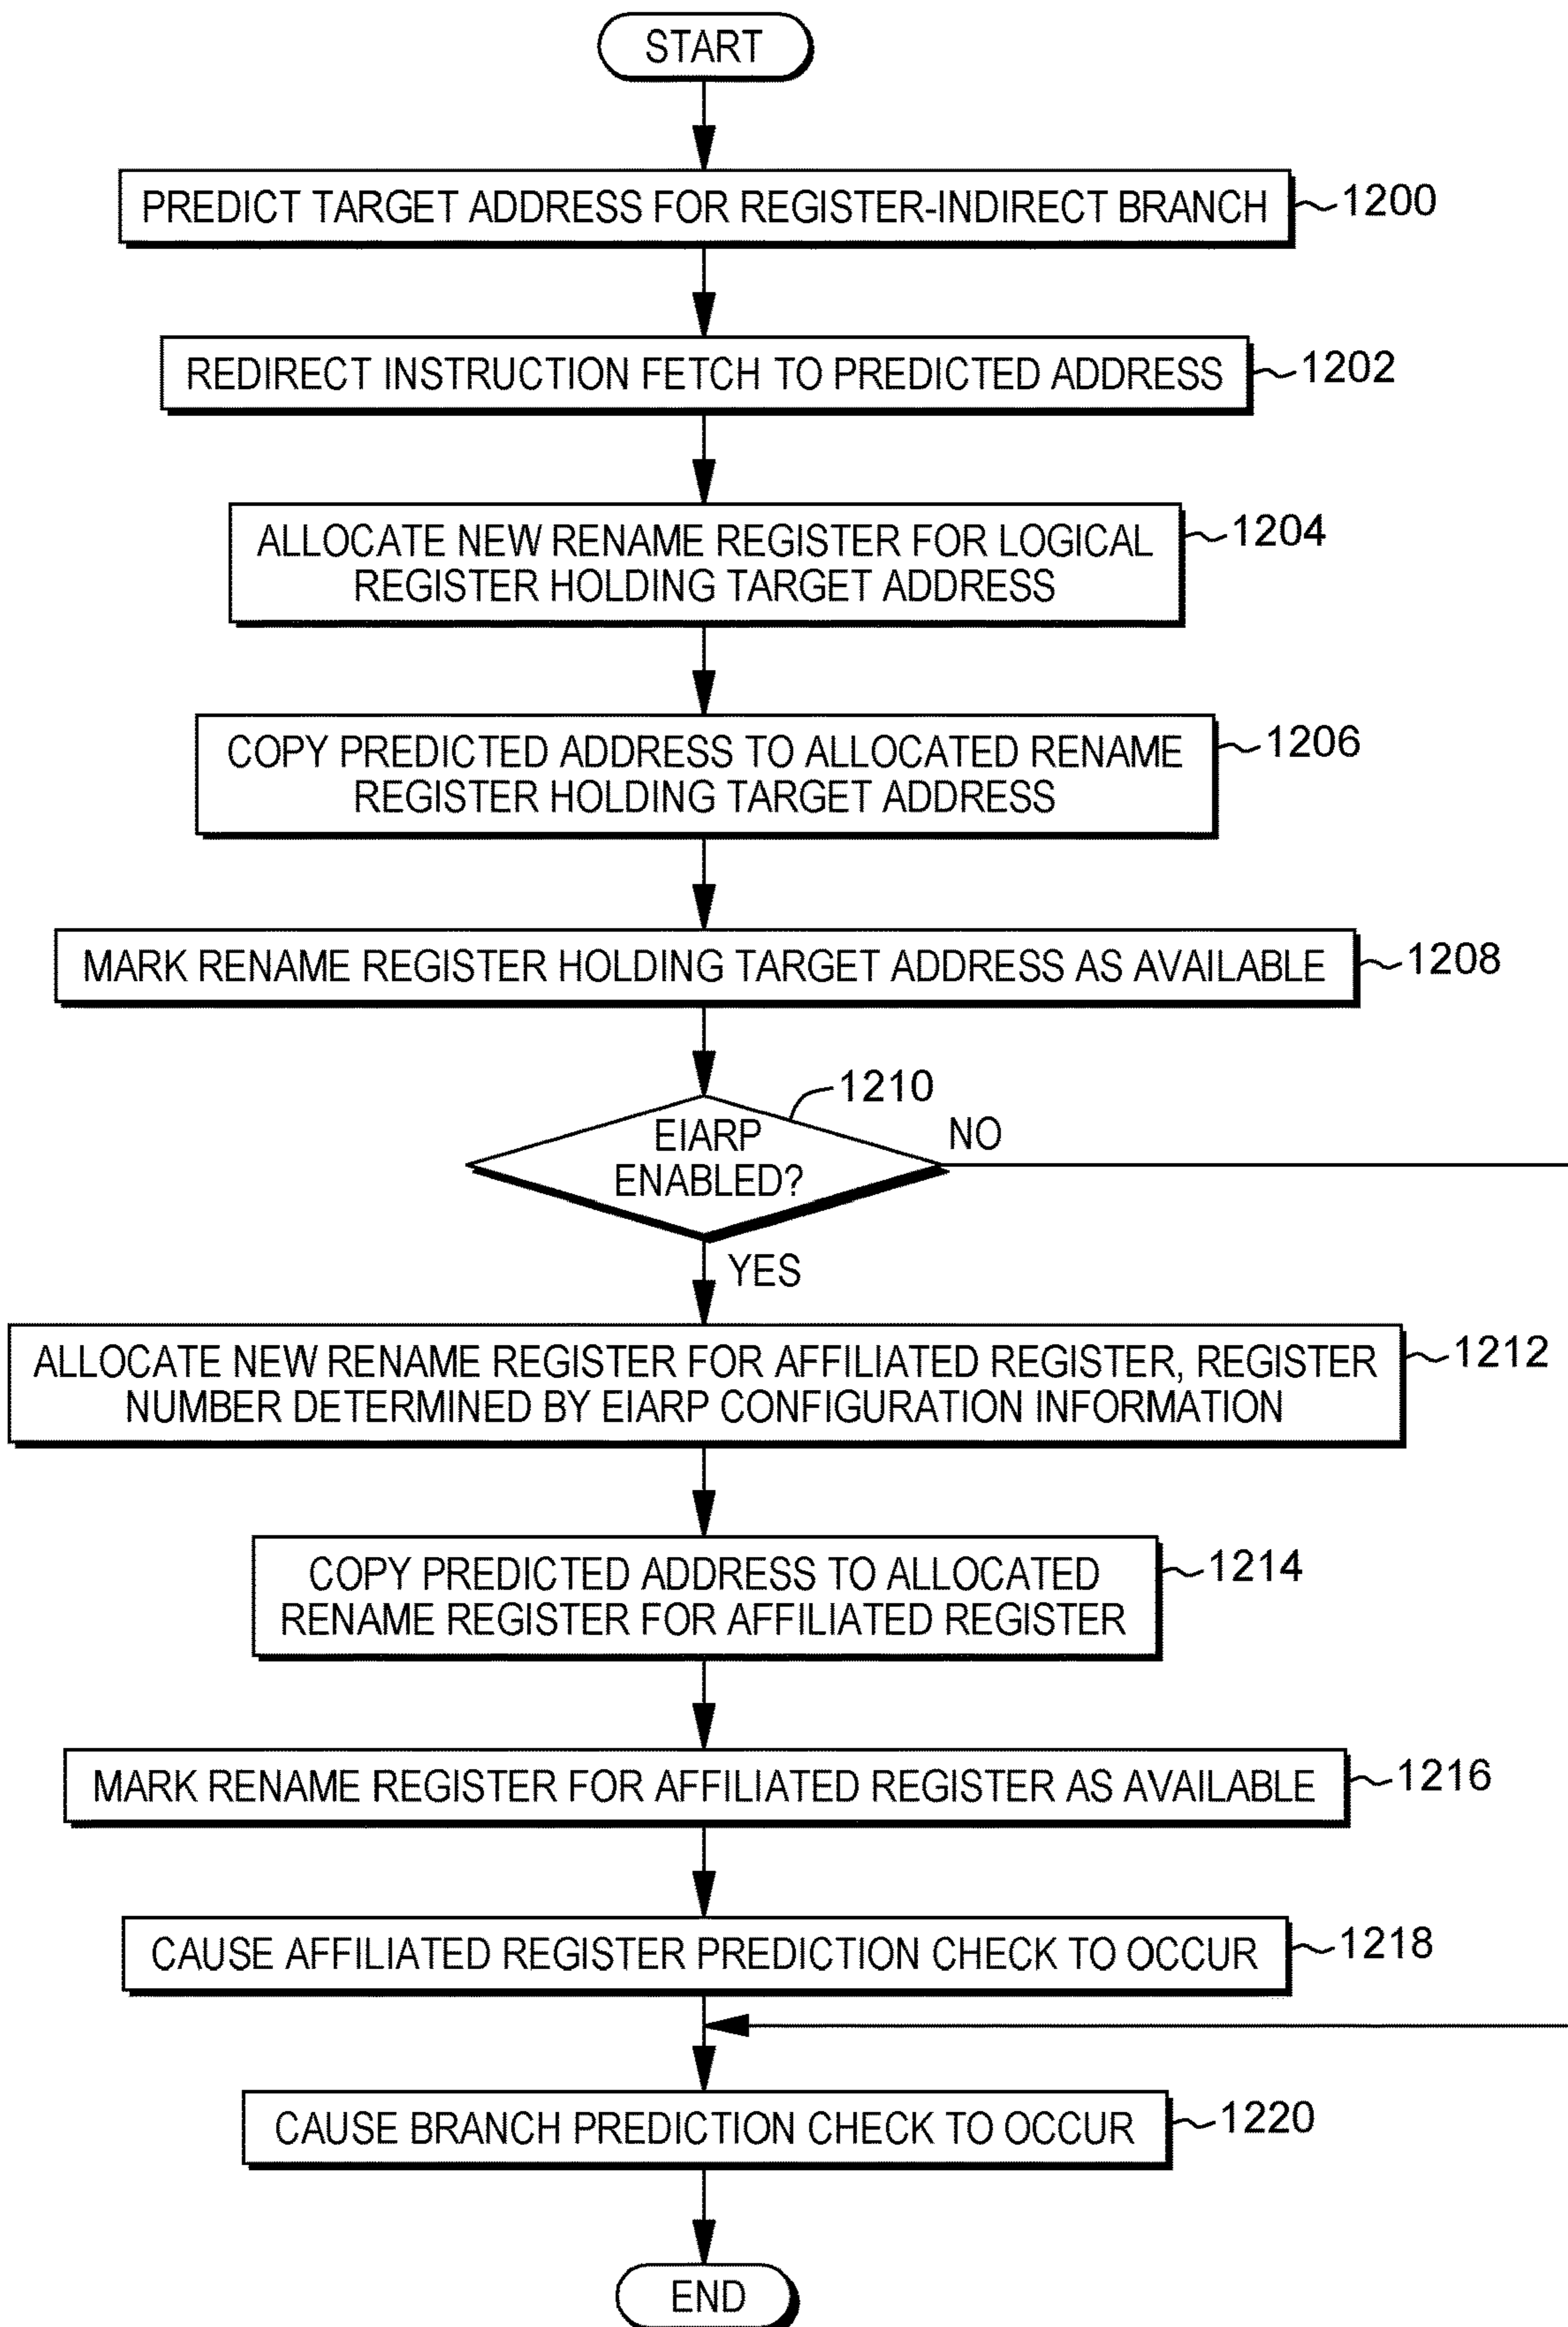 START
PREDICT TARGET ADDRESS FOR REGISTER-INDIRECT BRANCH
1200
REDIRECT INSTRUCTION FETCH TO PREDICTED ADDRESS
1202
ALLOCATE NEW RENAME REGISTER FOR LOGICAL
REGISTER HOLDING TARGET ADDRESS
1204
COPY PREDICTED ADDRESS TO ALLOCATED RENAME
REGISTER HOLDING TARGET ADDRESS
1206
MARK RENAME REGISTER HOLDING TARGET ADDRESS AS AVAILABLE
1208
1210
EIARP
ENABLED?
NO
YES
ALLOCATE NEW RENAME REGISTER FOR AFFILIATED REGISTER, REGISTER
NUMBER DETERMINED BY EIARP CONFIGURATION INFORMATION
1212
COPY PREDICTED ADDRESS TO ALLOCATED
RENAME REGISTER FOR AFFILIATED REGISTER
1214
MARK RENAME REGISTER FOR AFFILIATED REGISTER AS AVAILABLE
1216
CAUSE AFFILIATED REGISTER PREDICTION CHECK TO OCCUR
1218
CAUSE BRANCH PREDICTION CHECK TO OCCUR
1220
END